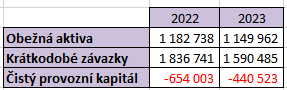 2022 2023
Obežná aktiva 1 182 738 1 149 962
Krátkodobé závazky 1 836 741 1 590 485
Čistý provozní kapitál -654 003 -440 523